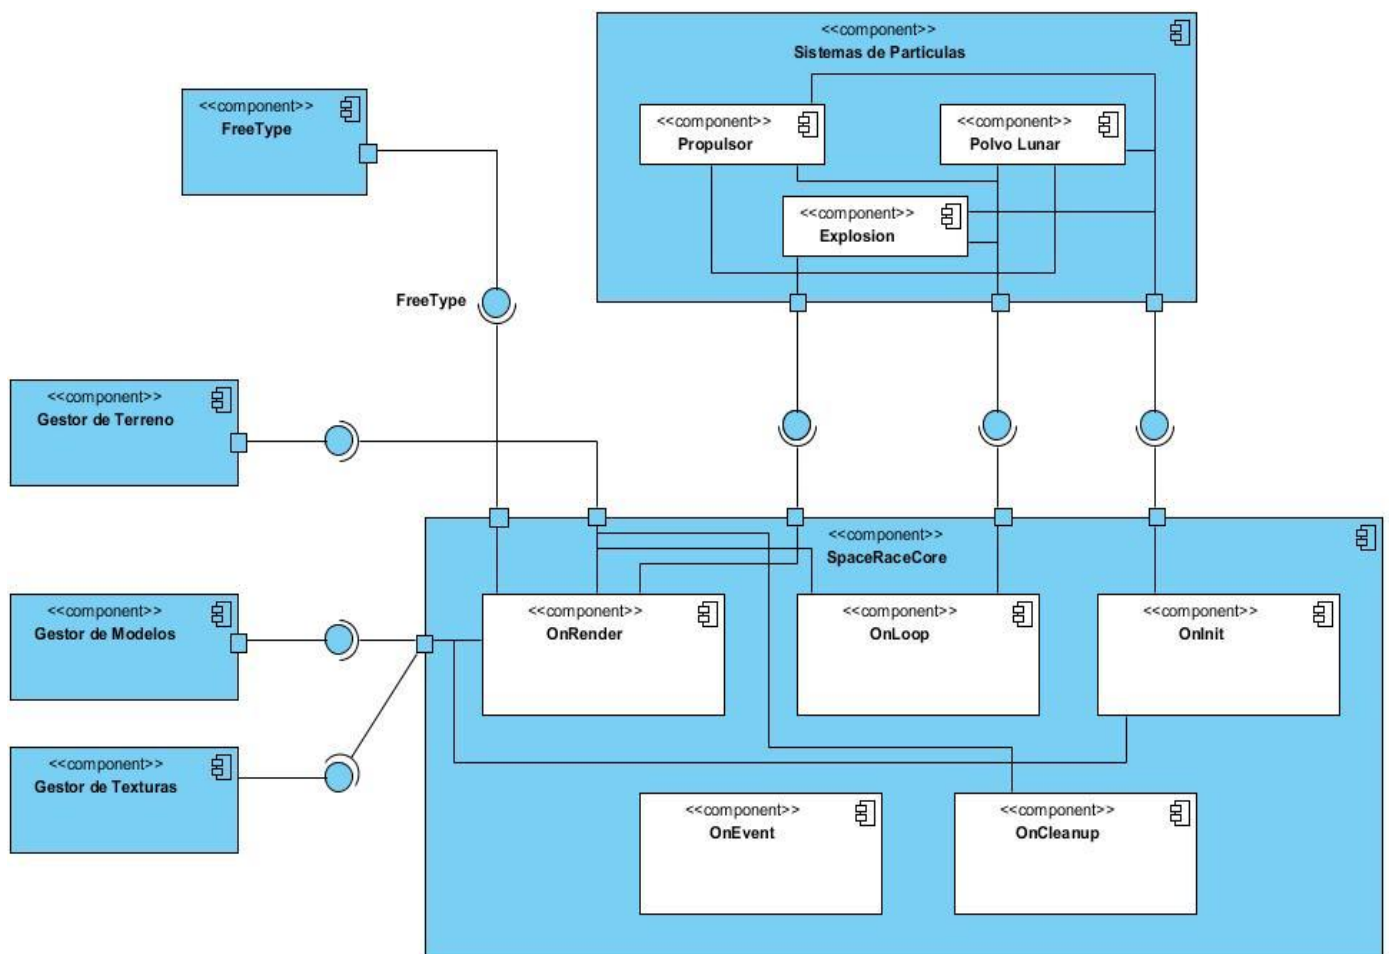 <<component>>
Sistemas de Particulas
<<component>>
FreeType
<<component>>
Propulsor
<<component>>
Polvo Lunar
<<component>>
Explosion
FreeType
<<component>>
Gestor de Terreno
<<component>>
SpaceRaceCore
<<component>>
Gestor de Modelos
<<component>>
OnRender
<<component>>
OnLoop
<<component>>
OnInit
<<component>>
Gestor de Texturas
<<component>>
OnEvent
<<component>>
OnCleanup